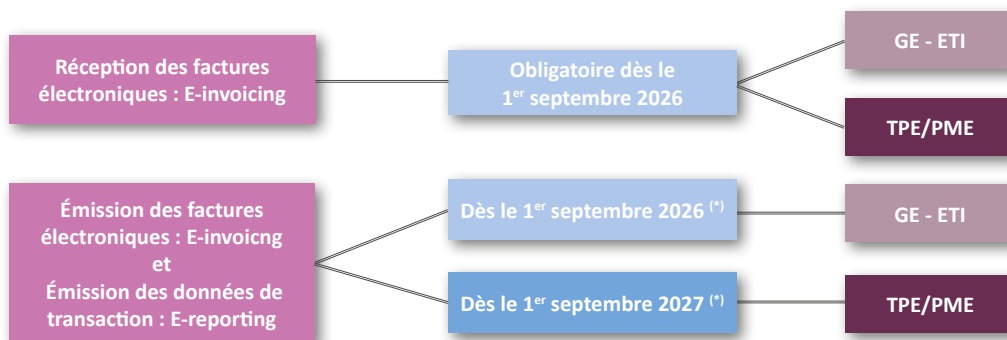 Réception des factures
électroniques : E-invoicing
Obligatoire dès le
1er septembre 2026
GE - ETI
TPE/PME
Émission des factures
électroniques : E-invoicng
et
Émission des données de
transaction : E-reporting
Dès le 1er septembre 2026 (*)
GE - ETI
Dès le 1er septembre 2027 (*)
TPE/PME